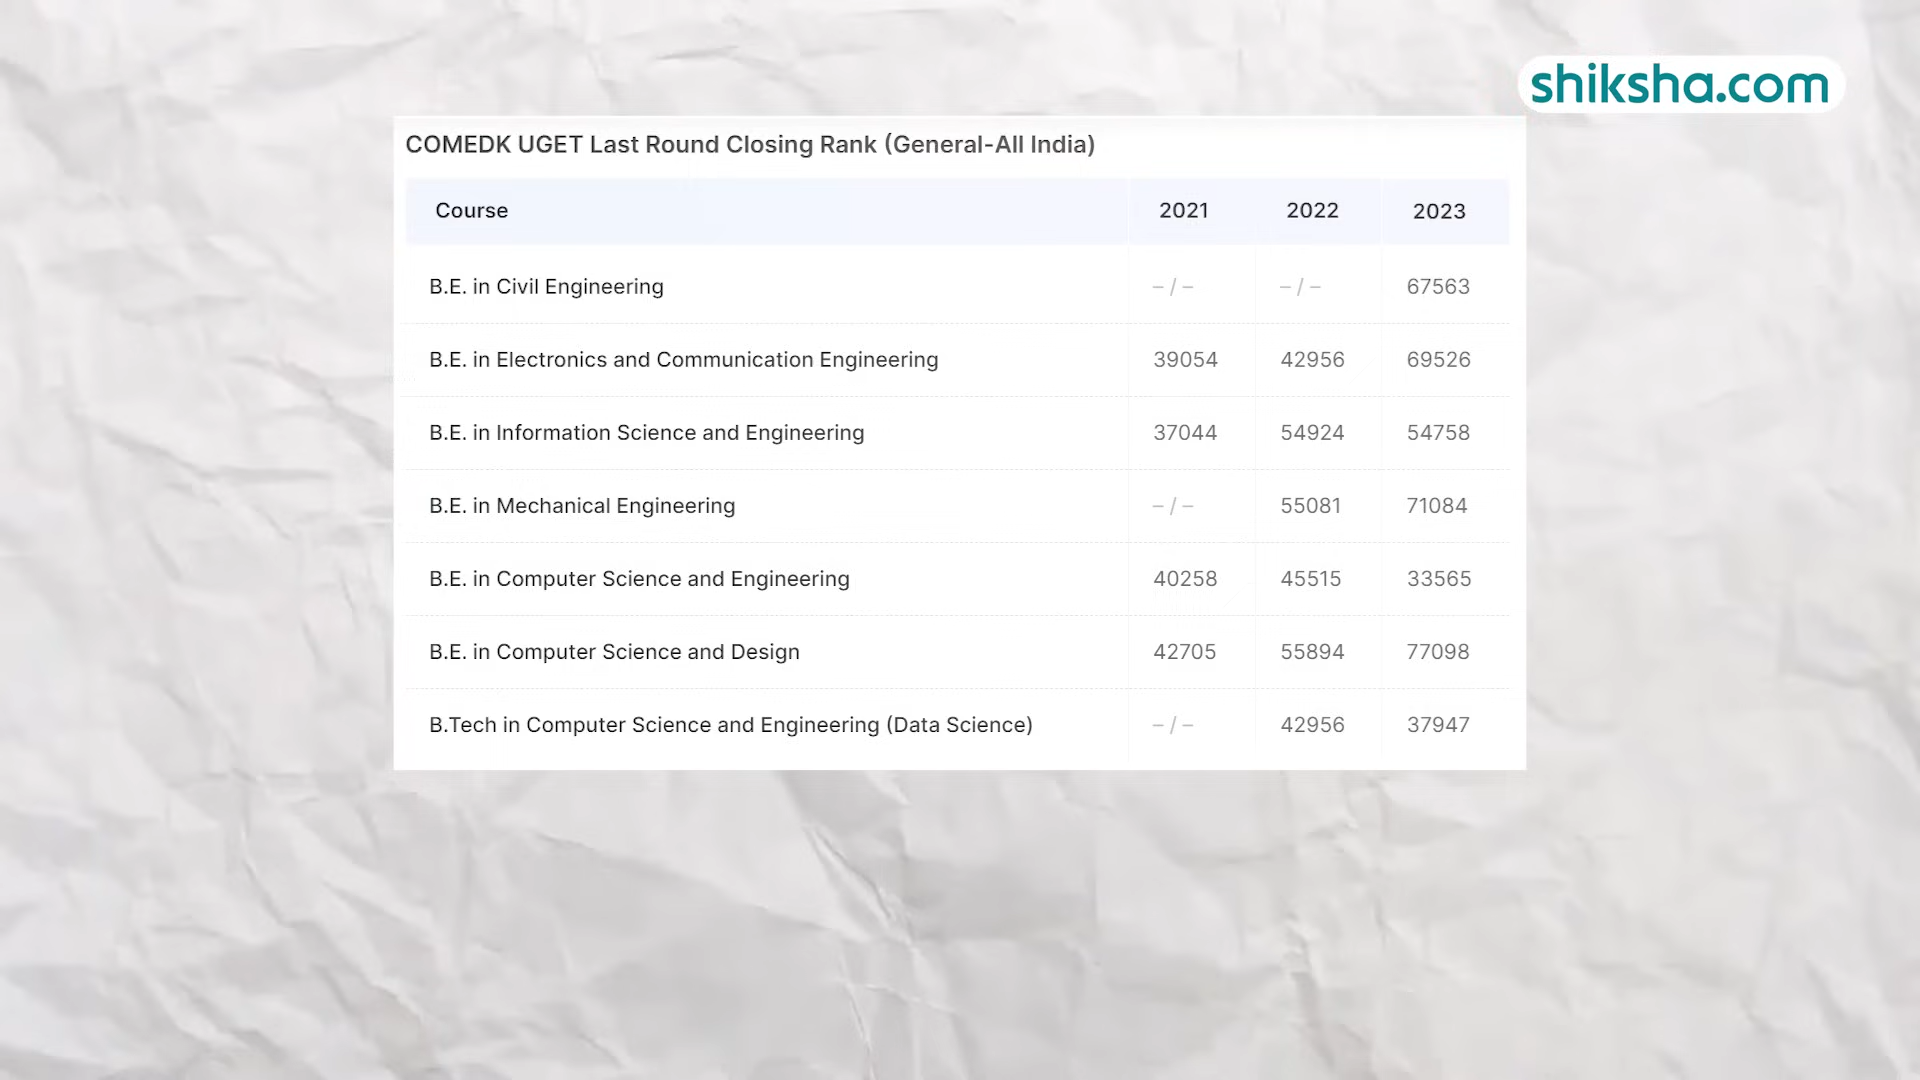 shiksha.com
COMEDK UGET Last Round Closing Rank (General-All India)
Course 2021 2022 2023
B.E. in Civil Engineering – / – – / – 67563
B.E. in Electronics and Communication Engineering 39054 42956 69526
B.E. in Information Science and Engineering 37044 54924 54758
B.E. in Mechanical Engineering – / – 55081 71084
B.E. in Computer Science and Engineering 40258 45515 33565
B.E. in Computer Science and Design 42705 55894 77098
B.Tech in Computer Science and Engineering (Data Science) – / – 42956 37947